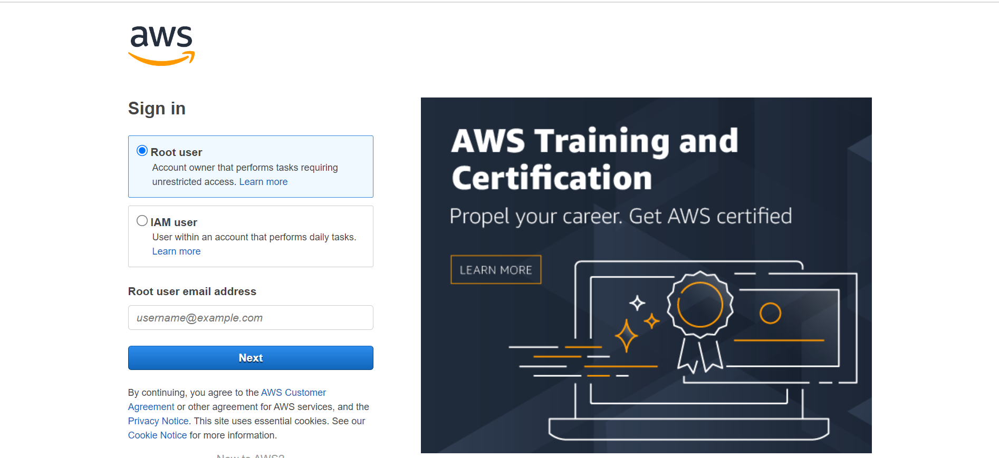 aws
Sign in
Root user
Account owner that performs tasks requiring
unrestricted access. Learn more
IAM user
User within an account that performs daily tasks.
Learn more
Root user email address
username@example.com
Next
By continuing, you agree to the AWS Customer
Agreement or other agreement for AWS services, and the
Privacy Notice. This site uses essential cookies. See our
Cookie Notice for more information.
New to AWS?
AWS Training and
Certification
Propel your career. Get AWS certified
LEARN MORE